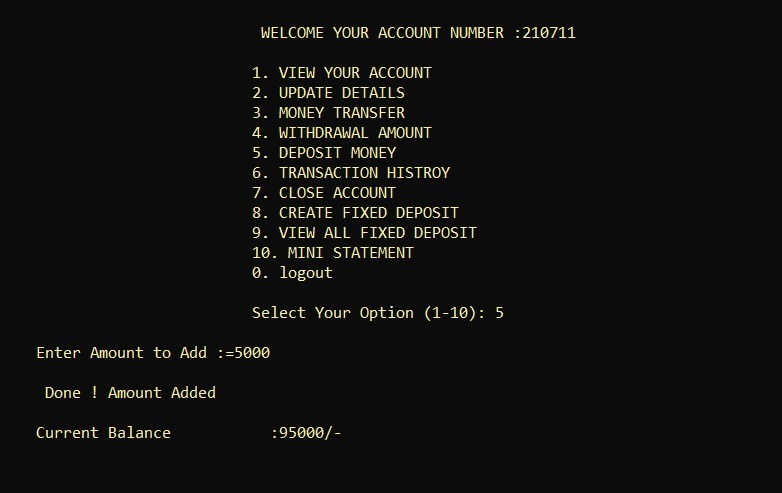 WELCOME YOUR ACCOUNT NUMBER :210711
1. VIEW YOUR ACCOUNT
2. UPDATE DETAILS
3. MONEY TRANSFER
4. WITHDRAWAL AMOUNT
5. DEPOSIT MONEY
6. TRANSACTION HISTROY
7. CLOSE ACCOUNT
8. CREATE FIXED DEPOSIT
9. VIEW ALL FIXED DEPOSIT
10. MINI STATEMENT
0. logout
Select Your Option (1-10): 5
Enter Amount to Add :=5000
Done ! Amount Added
Current Balance :95000/-